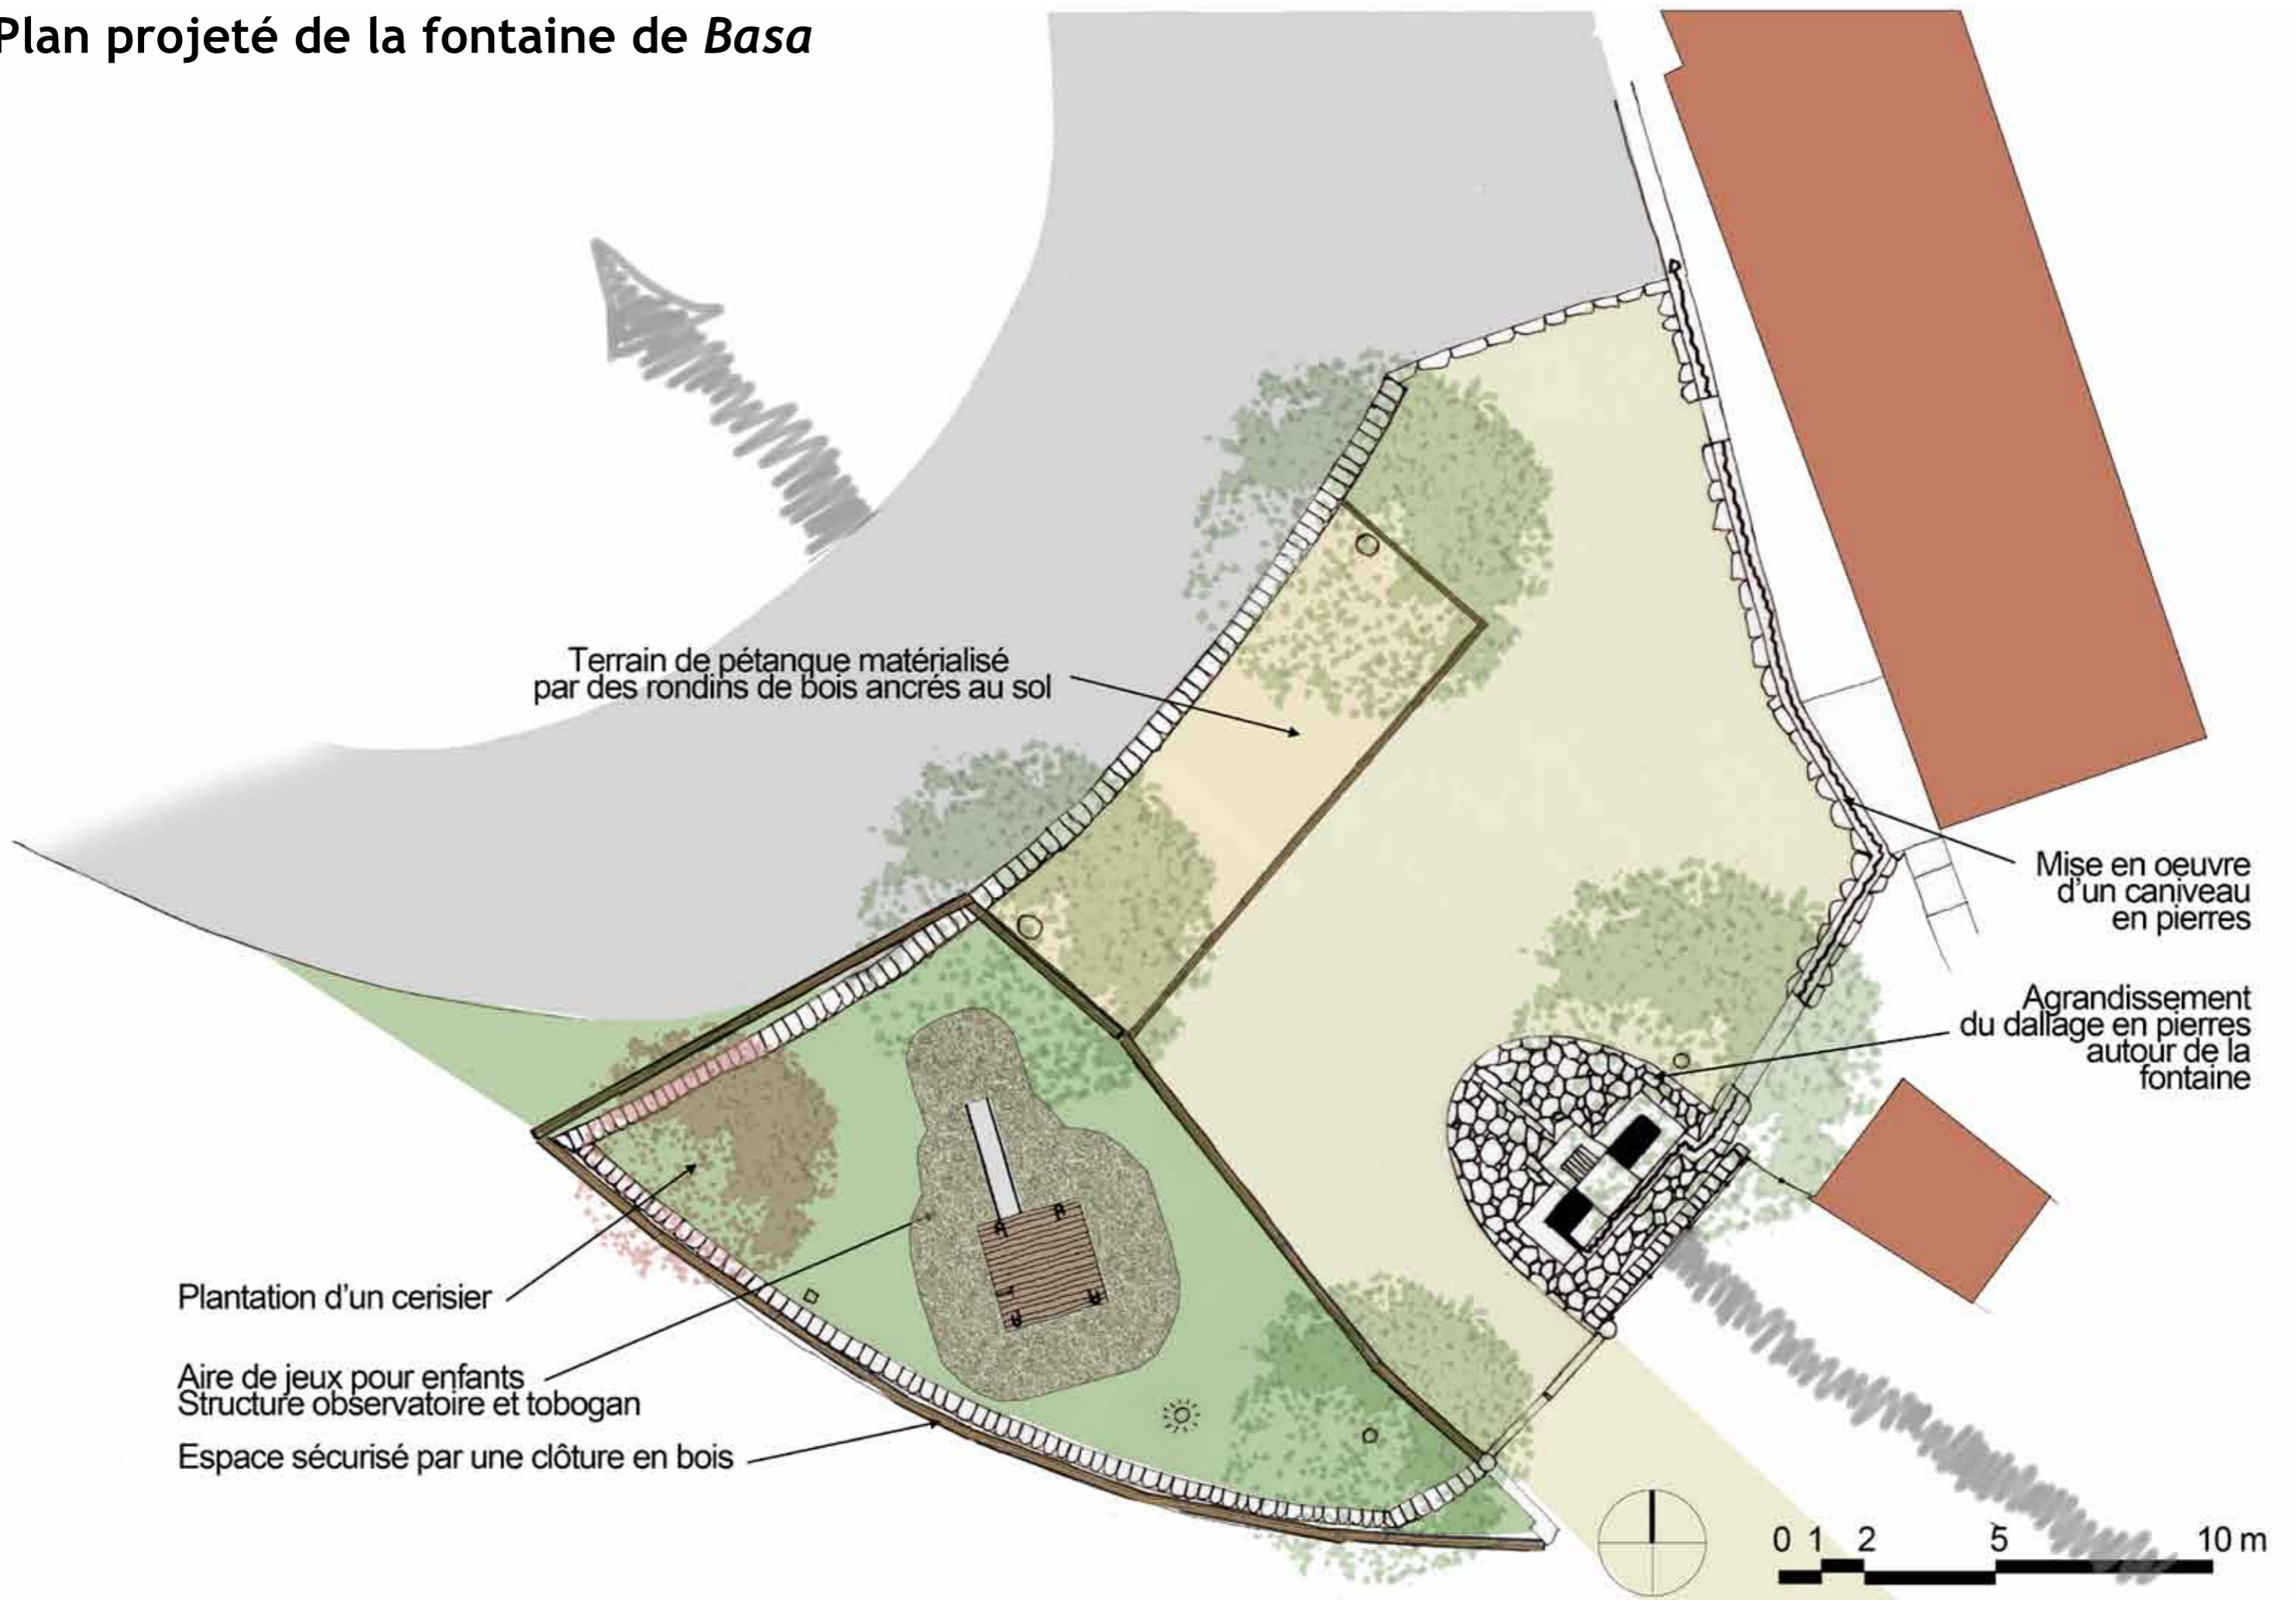 Plan projeté de la fontaine de Basa
Terrain de pétanque matérialisé
par des rondins de bois ancrés au sol
Mise en oeuvre
d'un caniveau
en pierres
Agrandissement
du dallage en pierres
autour de la
fontaine
Plantation d'un cerisier
Aire de jeux pour enfants
Structure observatoire et tobogan
Espace sécurisé par une clôture en bois
0 1 2 5 10 m